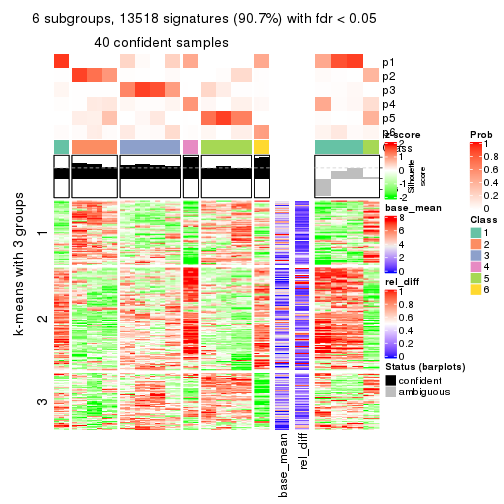 6 subgroups, 13518 signatures (90.7%) with fdr < 0.05
40 confident samples
p1
p2
p3
p4
p5
p6
Class
k-means with 3 groups
1
2
3
Silhouette
score
base_mean
rel_diff
z-score
2
1
0
-1
-2
base_mean
8
6
4
2
0
rel_diff
1
0.8
0.6
0.4
0.2
0
Status (barplots)
confident
ambiguous
Prob
1
0.8
0.6
0.4
0.2
0
Class
1
2
3
4
5
6